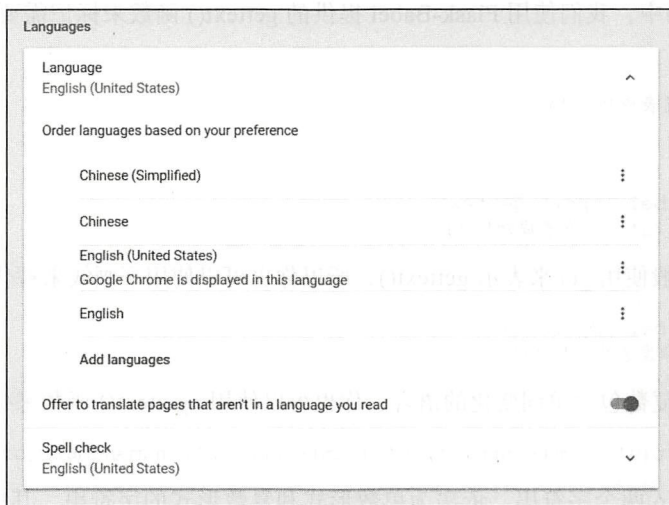 Languages
Language
English (United States)
Order languages based on your preference
Chinese (Simplified)
Chinese
English (United States)
Google Chrome is displayed in this language
English
Add languages
Offer to translate pages that aren't in a language you read
Spell check
English (United States)